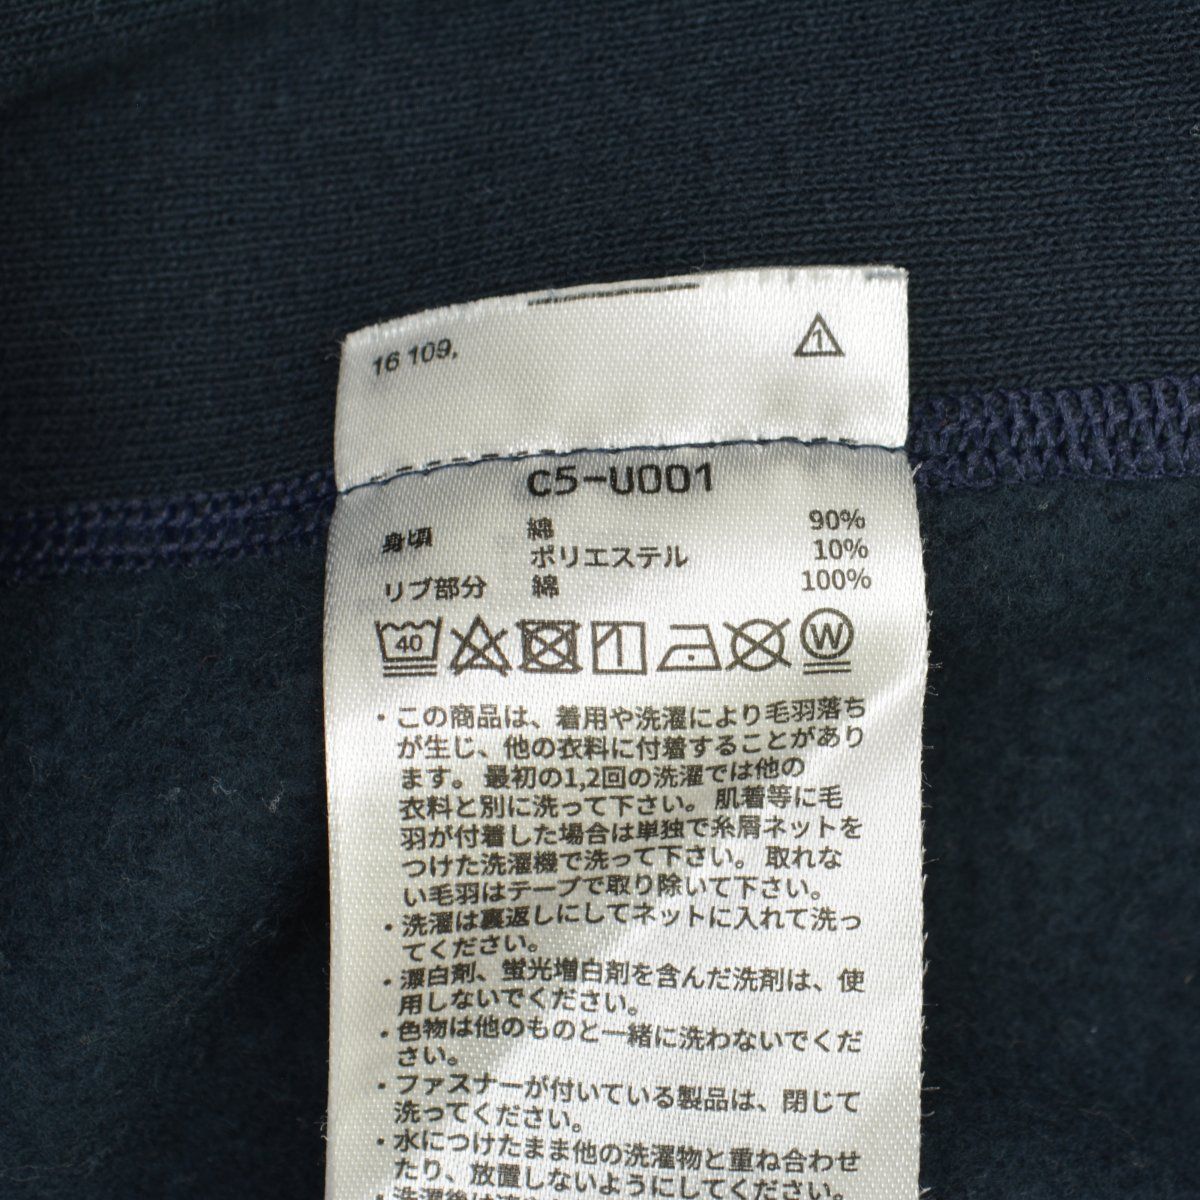 16 109.
1
C5-U001
身頃 綿 90%
ポリエステル 10%
リブ部分 綿 100%
40 W
・この商品は、着用や洗濯により毛羽落ち
が生じ、他の衣料に付着することがあり
ます。最初の1,2回の洗濯では他の
衣料と別に洗って下さい。肌着等に毛
羽が付着した場合は単独で糸屑ネットを
つけた洗濯機で洗って下さい。取れな
い毛羽はテープで取り除いて下さい。
・洗濯は裏返しにしてネットに入れて洗っ
てください。
・漂白剤、蛍光増白剤を含んだ洗剤は、使
用しないでください。
・色物は他のものと一緒に洗わないでくだ
さい。
・ファスナーが付いている製品は、閉じて
洗ってください。
・水につけたまま他の洗濯物と重ね合わせ
たり、放置しないようにしてください。
・洗濯後は